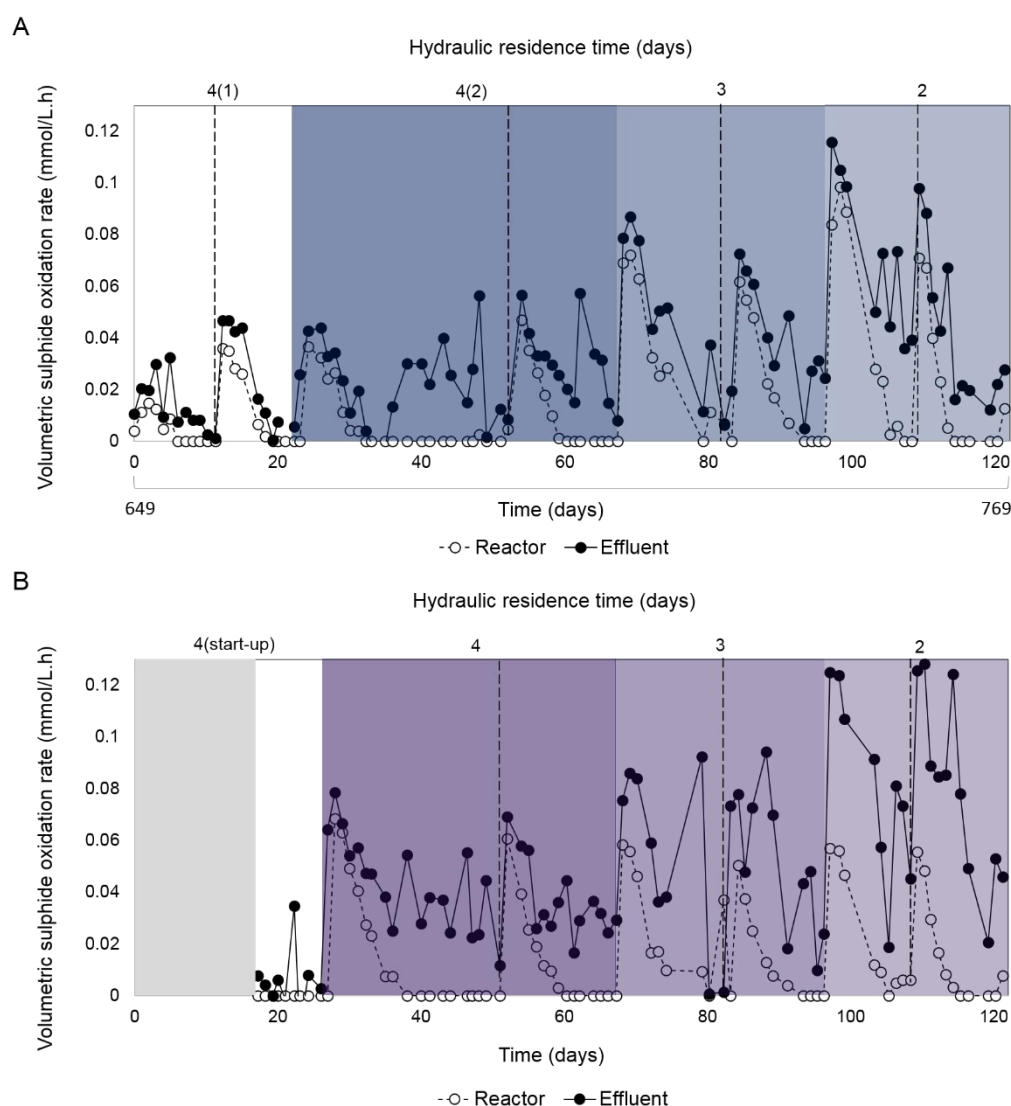 A
Hydraulic residence time (days)
4(1) 4(2) 3 2
Volumetric sulphide oxidation rate (mmol/L.h)
0.12
0.1
0.08
0.06
0.04
0.02
0
0 20 40 60 80 100 120
649 Time (days) 769
Reactor Effluent
B
Hydraulic residence time (days)
4(start-up) 4 3 2
Volumetric sulphide oxidation rate (mmol/L.h)
0.12
0.1
0.08
0.06
0.04
0.02
0
0 20 40 60 80 100 120
Time (days)
Reactor Effluent